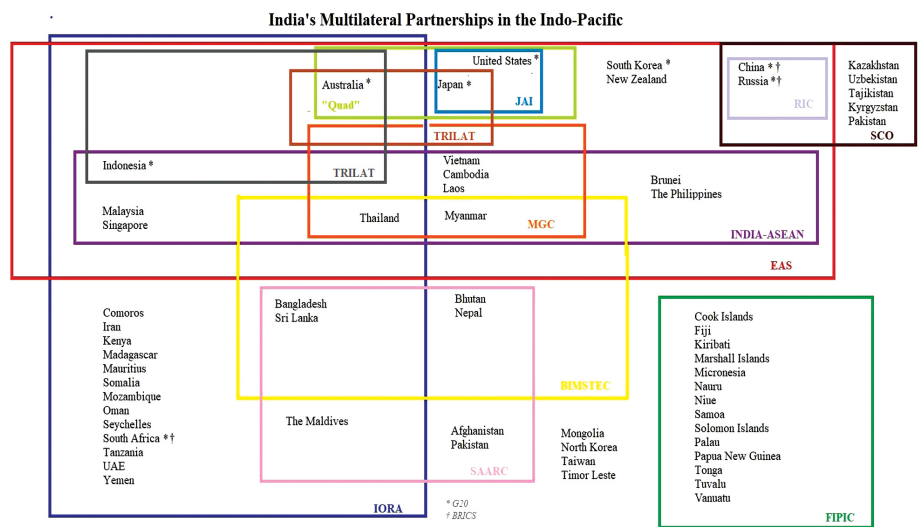 India's Multilateral Partnerships in the Indo-Pacific
United States *
Australia *
Japan *
"Quad"
JAI
TRILAT
South Korea *
New Zealand
China * †
Russia *†
RIC
Kazakhstan
Uzbekistan
Tajikistan
Kyrgyzstan
Pakistan
SCO
Indonesia *
TRILAT
Malaysia
Singapore
Vietnam
Cambodia
Laos
Thailand
Myanmar
MGC
Brunei
The Philippines
INDIA-ASEAN
EAS
Bangladesh
Sri Lanka
Bhutan
Nepal
BIMSTEC
Comoros
Iran
Kenya
Madagascar
Mauritius
Somalia
Mozambique
Oman
Seychelles
South Africa *†
Tanzania
UAE
Yemen
The Maldives
Afghanistan
Pakistan
SAARC
IORA
Mongolia
North Korea
Taiwan
Timor Leste
Cook Islands
Fiji
Kiribati
Marshall Islands
Micronesia
Nauru
Niue
Samoa
Solomon Islands
Palau
Papua New Guinea
Tonga
Tuvalu
Vanuatu
FIPIC
* G20
† BRICS